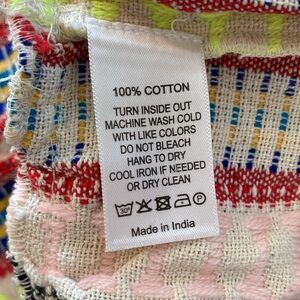 100% COTTON
TURN INSIDE OUT
MACHINE WASH COLD
WITH LIKE COLORS
DO NOT BLEACH
HANG TO DRY
COOL IRON IF NEEDED
OR DRY CLEAN
30° P
Made in India